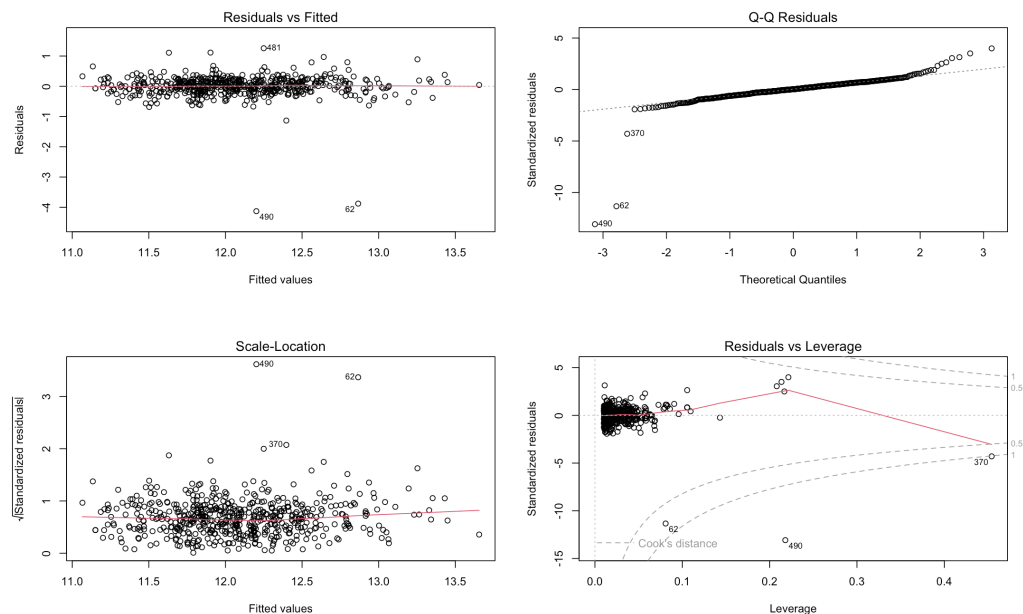 Residuals vs Fitted
Residuals
1
0
-1
-2
-3
-4
481
490
62
11.0 11.5 12.0 12.5 13.0 13.5
Fitted values
Q-Q Residuals
Standardized residuals
5
0
-5
-10
370
62
490
-3 -2 -1 0 1 2 3
Theoretical Quantiles
Scale-Location
√|Standardized residuals|
3
2
1
0
490
62
370
11.0 11.5 12.0 12.5 13.0 13.5
Fitted values
Residuals vs Leverage
Standardized residuals
5
0
-5
-10
-15
1
0.5
0.5
1
370
62
490
Cook's distance
0.0 0.1 0.2 0.3 0.4
Leverage